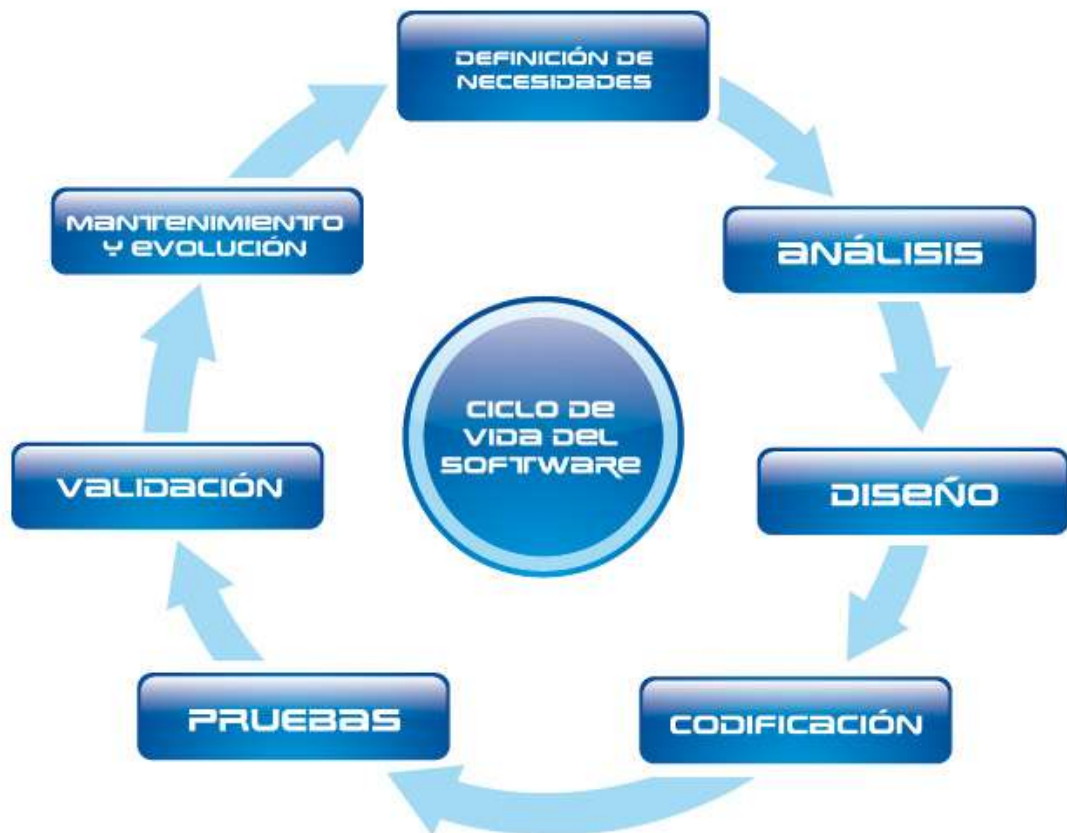 DEFINICIÓN DE
NECESIDADES
ANÁLISIS
DISEÑO
CODIFICACIÓN
PRUEBAS
VALIDACIÓN
MANTENIMIENTO
Y EVOLUCIÓN
CICLO DE
VIDA DEL
SOFTWARE